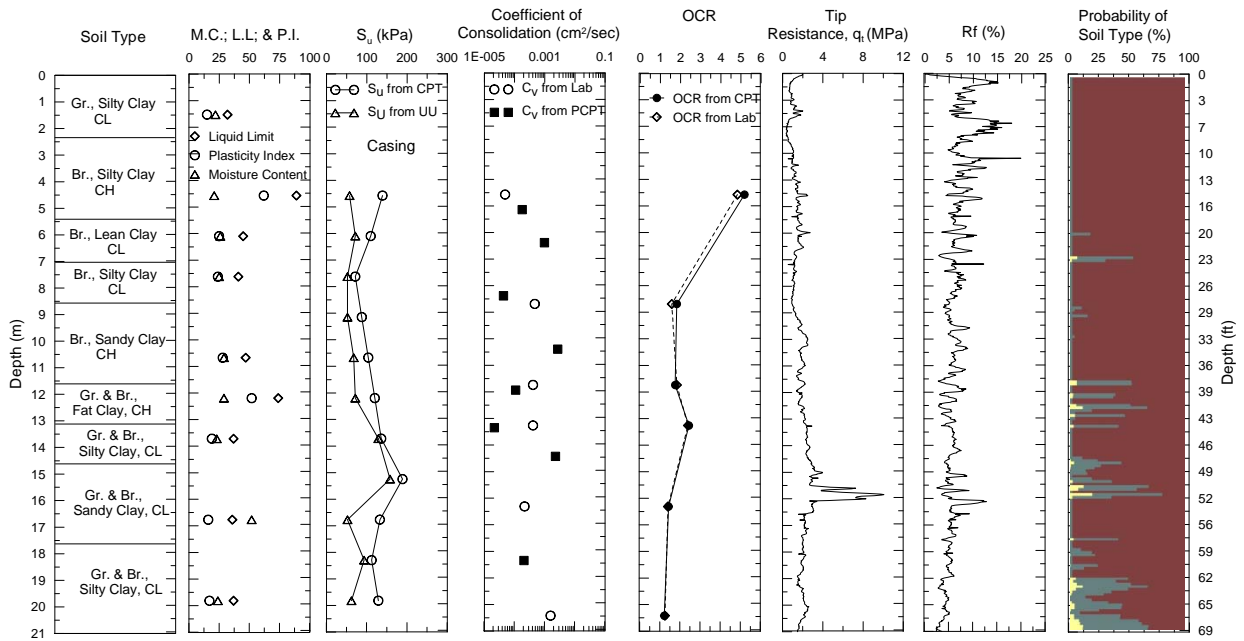 Soil Type
M.C.; L.L; & P.I.
0 25 50 75 100
Su (kPa)
0 100 200 300
Coefficient of
Consolidation (cm²/sec)
1E-005 0.001 0.1
OCR
0 1 2 3 4 5 6
Tip
Resistance, qt (MPa)
0 4 8 12
Rf (%)
0 5 10 15 20 25
Probability of
Soil Type (%)
0 20 40 60 80 100
Depth (m)
0
1
2
3
4
5
6
7
8
9
10
11
12
13
14
15
16
17
18
19
20
21
Gr., Silty Clay
CL
Br., Silty Clay
CH
Br., Lean Clay
CL
Br., Silty Clay
CL
Br., Sandy Clay
CH
Gr. & Br.,
Fat Clay, CH
Gr. & Br.,
Silty Clay, CL
Gr. & Br.,
Sandy Clay, CL
Gr. & Br.,
Silty Clay, CL
Liquid Limit
Plasticity Index
Moisture Content
SU from CPT
SU from UU
Casing
CV from Lab
CV from PCPT
OCR from CPT
OCR from Lab
0
3
7
10
13
16
20
23
26
29
33
36
39
43
46
49
52
56
59
62
65
69
Depth (ft)